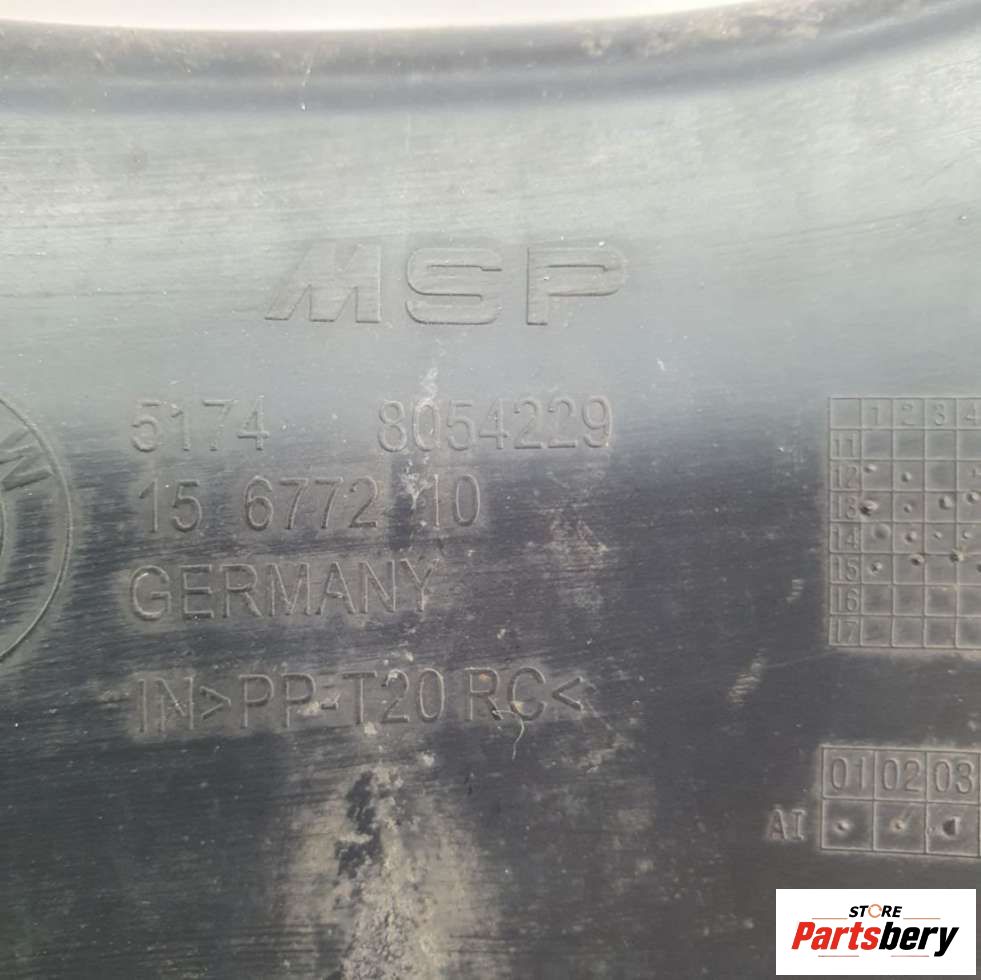 MSP
5174 8054229
15 6772 10
GERMANY
IN>PP-T20 RC<
W
1 2 3 4
11
12
13
14
15
16
17
01 02 03
AI
STORE
Partsbery